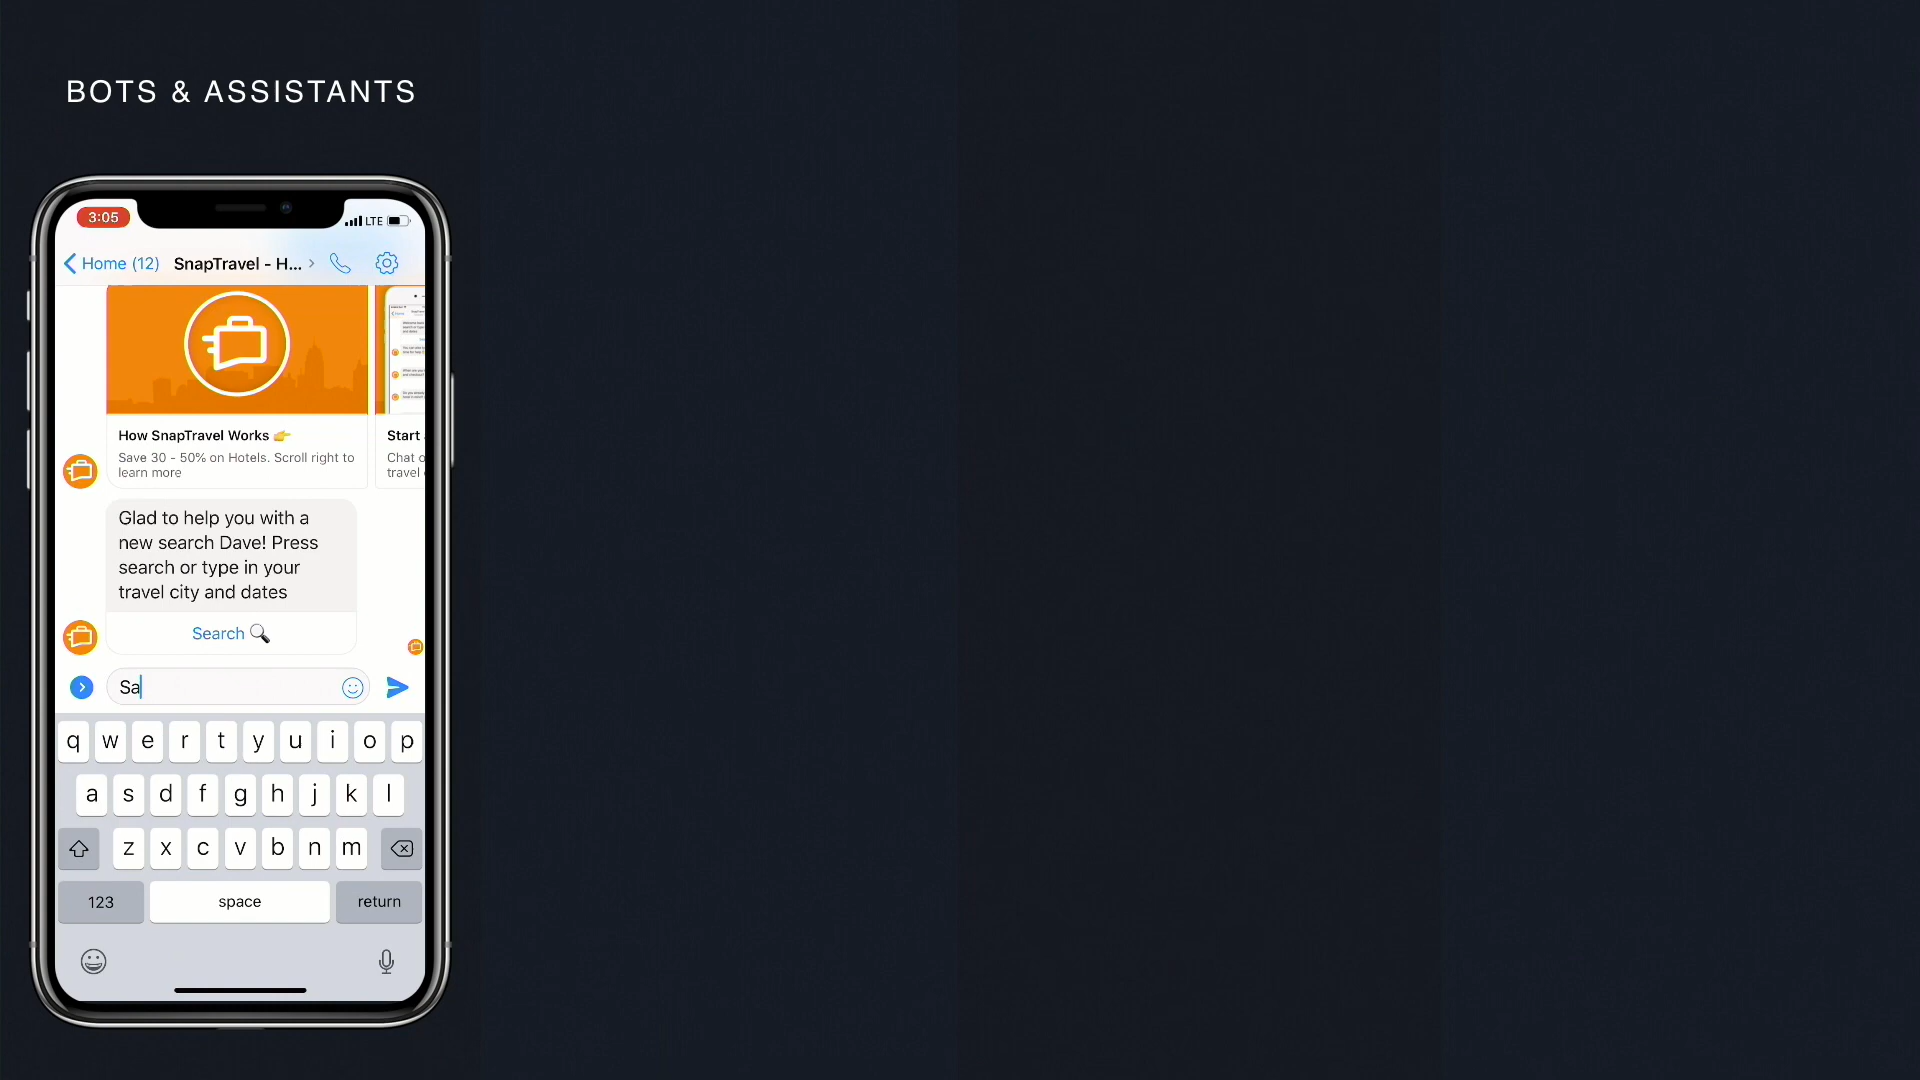 BOTS & ASSISTANTS
3:05
LTE
Home (12)
SnapTravel - H...
How SnapTravel Works 👉
Save 30 - 50% on Hotels. Scroll right to
learn more
Start
Chat o
travel
Glad to help you with a
new search Dave! Press
search or type in your
travel city and dates
Search 🔍
Sa
q w e r t y u i o p
a s d f g h j k l
z x c v b n m
123 space return